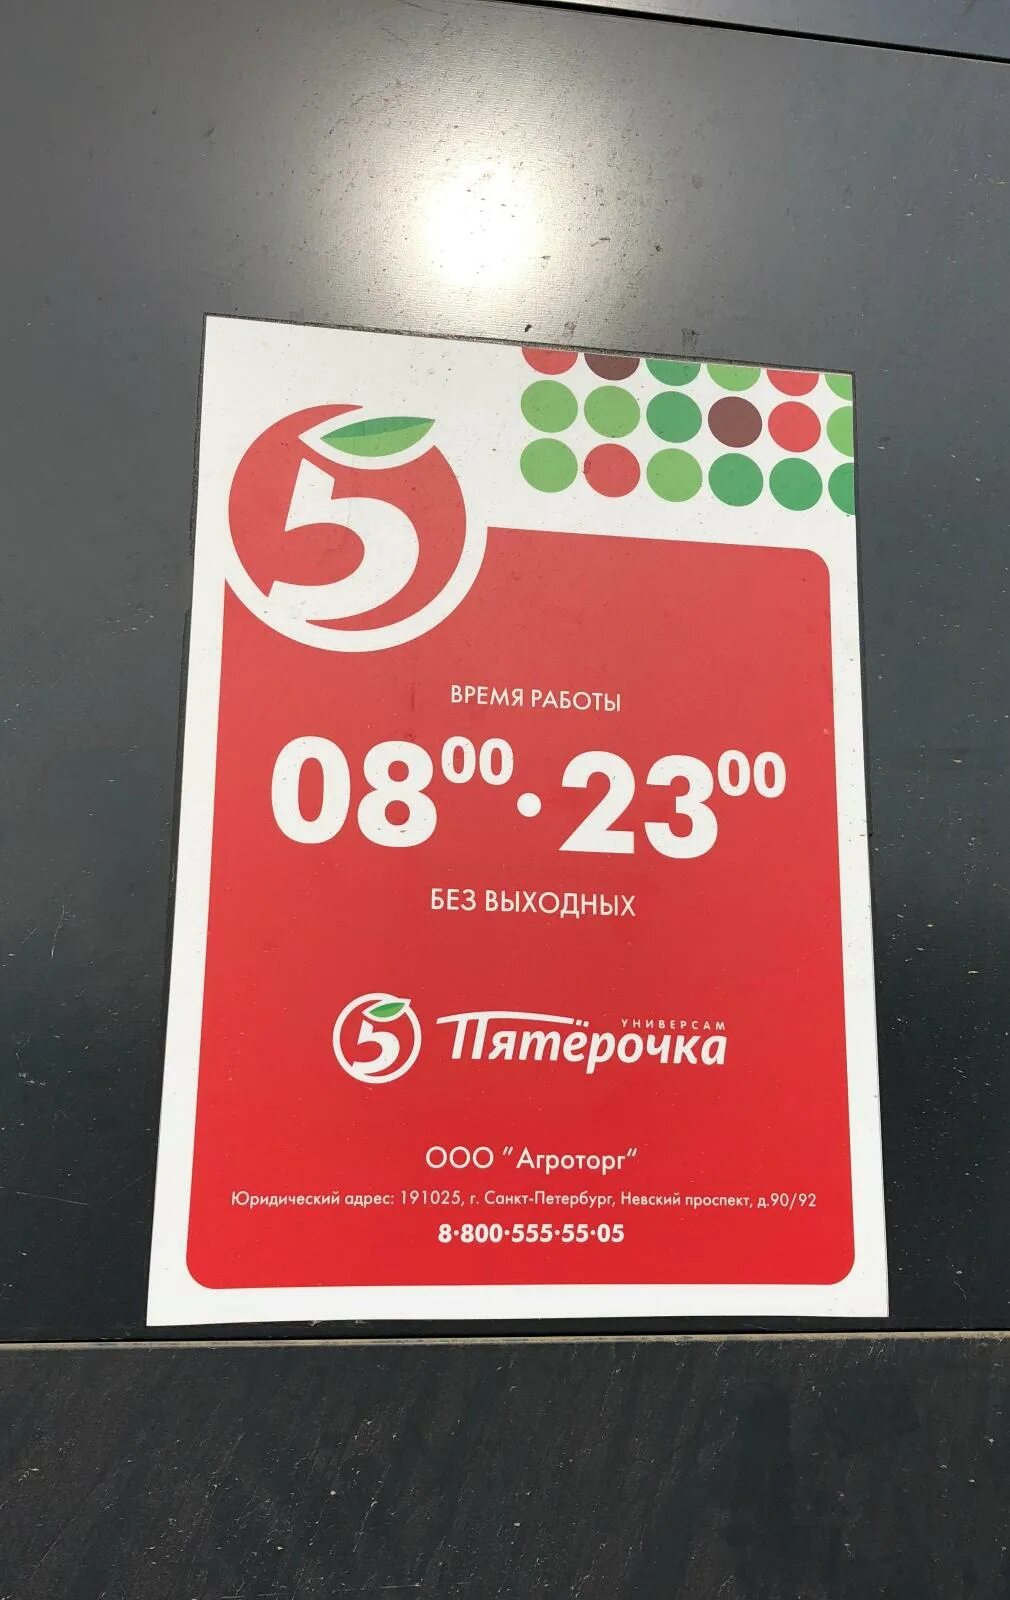 5
ВРЕМЯ РАБОТЫ
08⁰⁰·23⁰⁰
БЕЗ ВЫХОДНЫХ
5 Пятёрочка УНИВЕРСАМ
ООО "Агроторг"
Юридический адрес: 191025, г. Санкт-Петербург, Невский проспект, д.90/92
8·800·555·55·05